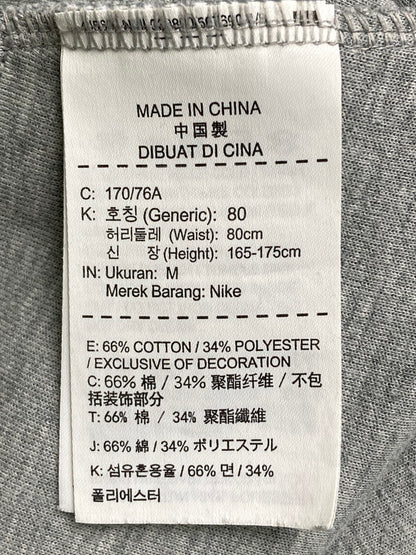 MADE IN CHINA
中国製
DIBUAT DI CINA
C: 170/76A
K: 호칭 (Generic): 80
허리둘레 (Waist): 80cm
신 장 (Height): 165-175cm
IN: Ukuran: M
Merek Barang: Nike
E: 66% COTTON / 34% POLYESTER
/ EXCLUSIVE OF DECORATION
C: 66% 棉 / 34% 聚酯纤维 / 不包
括装饰部分
T: 66% 棉 / 34% 聚酯纖維
J: 66% 綿 / 34% ポリエステル
K: 섬유혼용율 / 66% 면 / 34%
폴리에스터